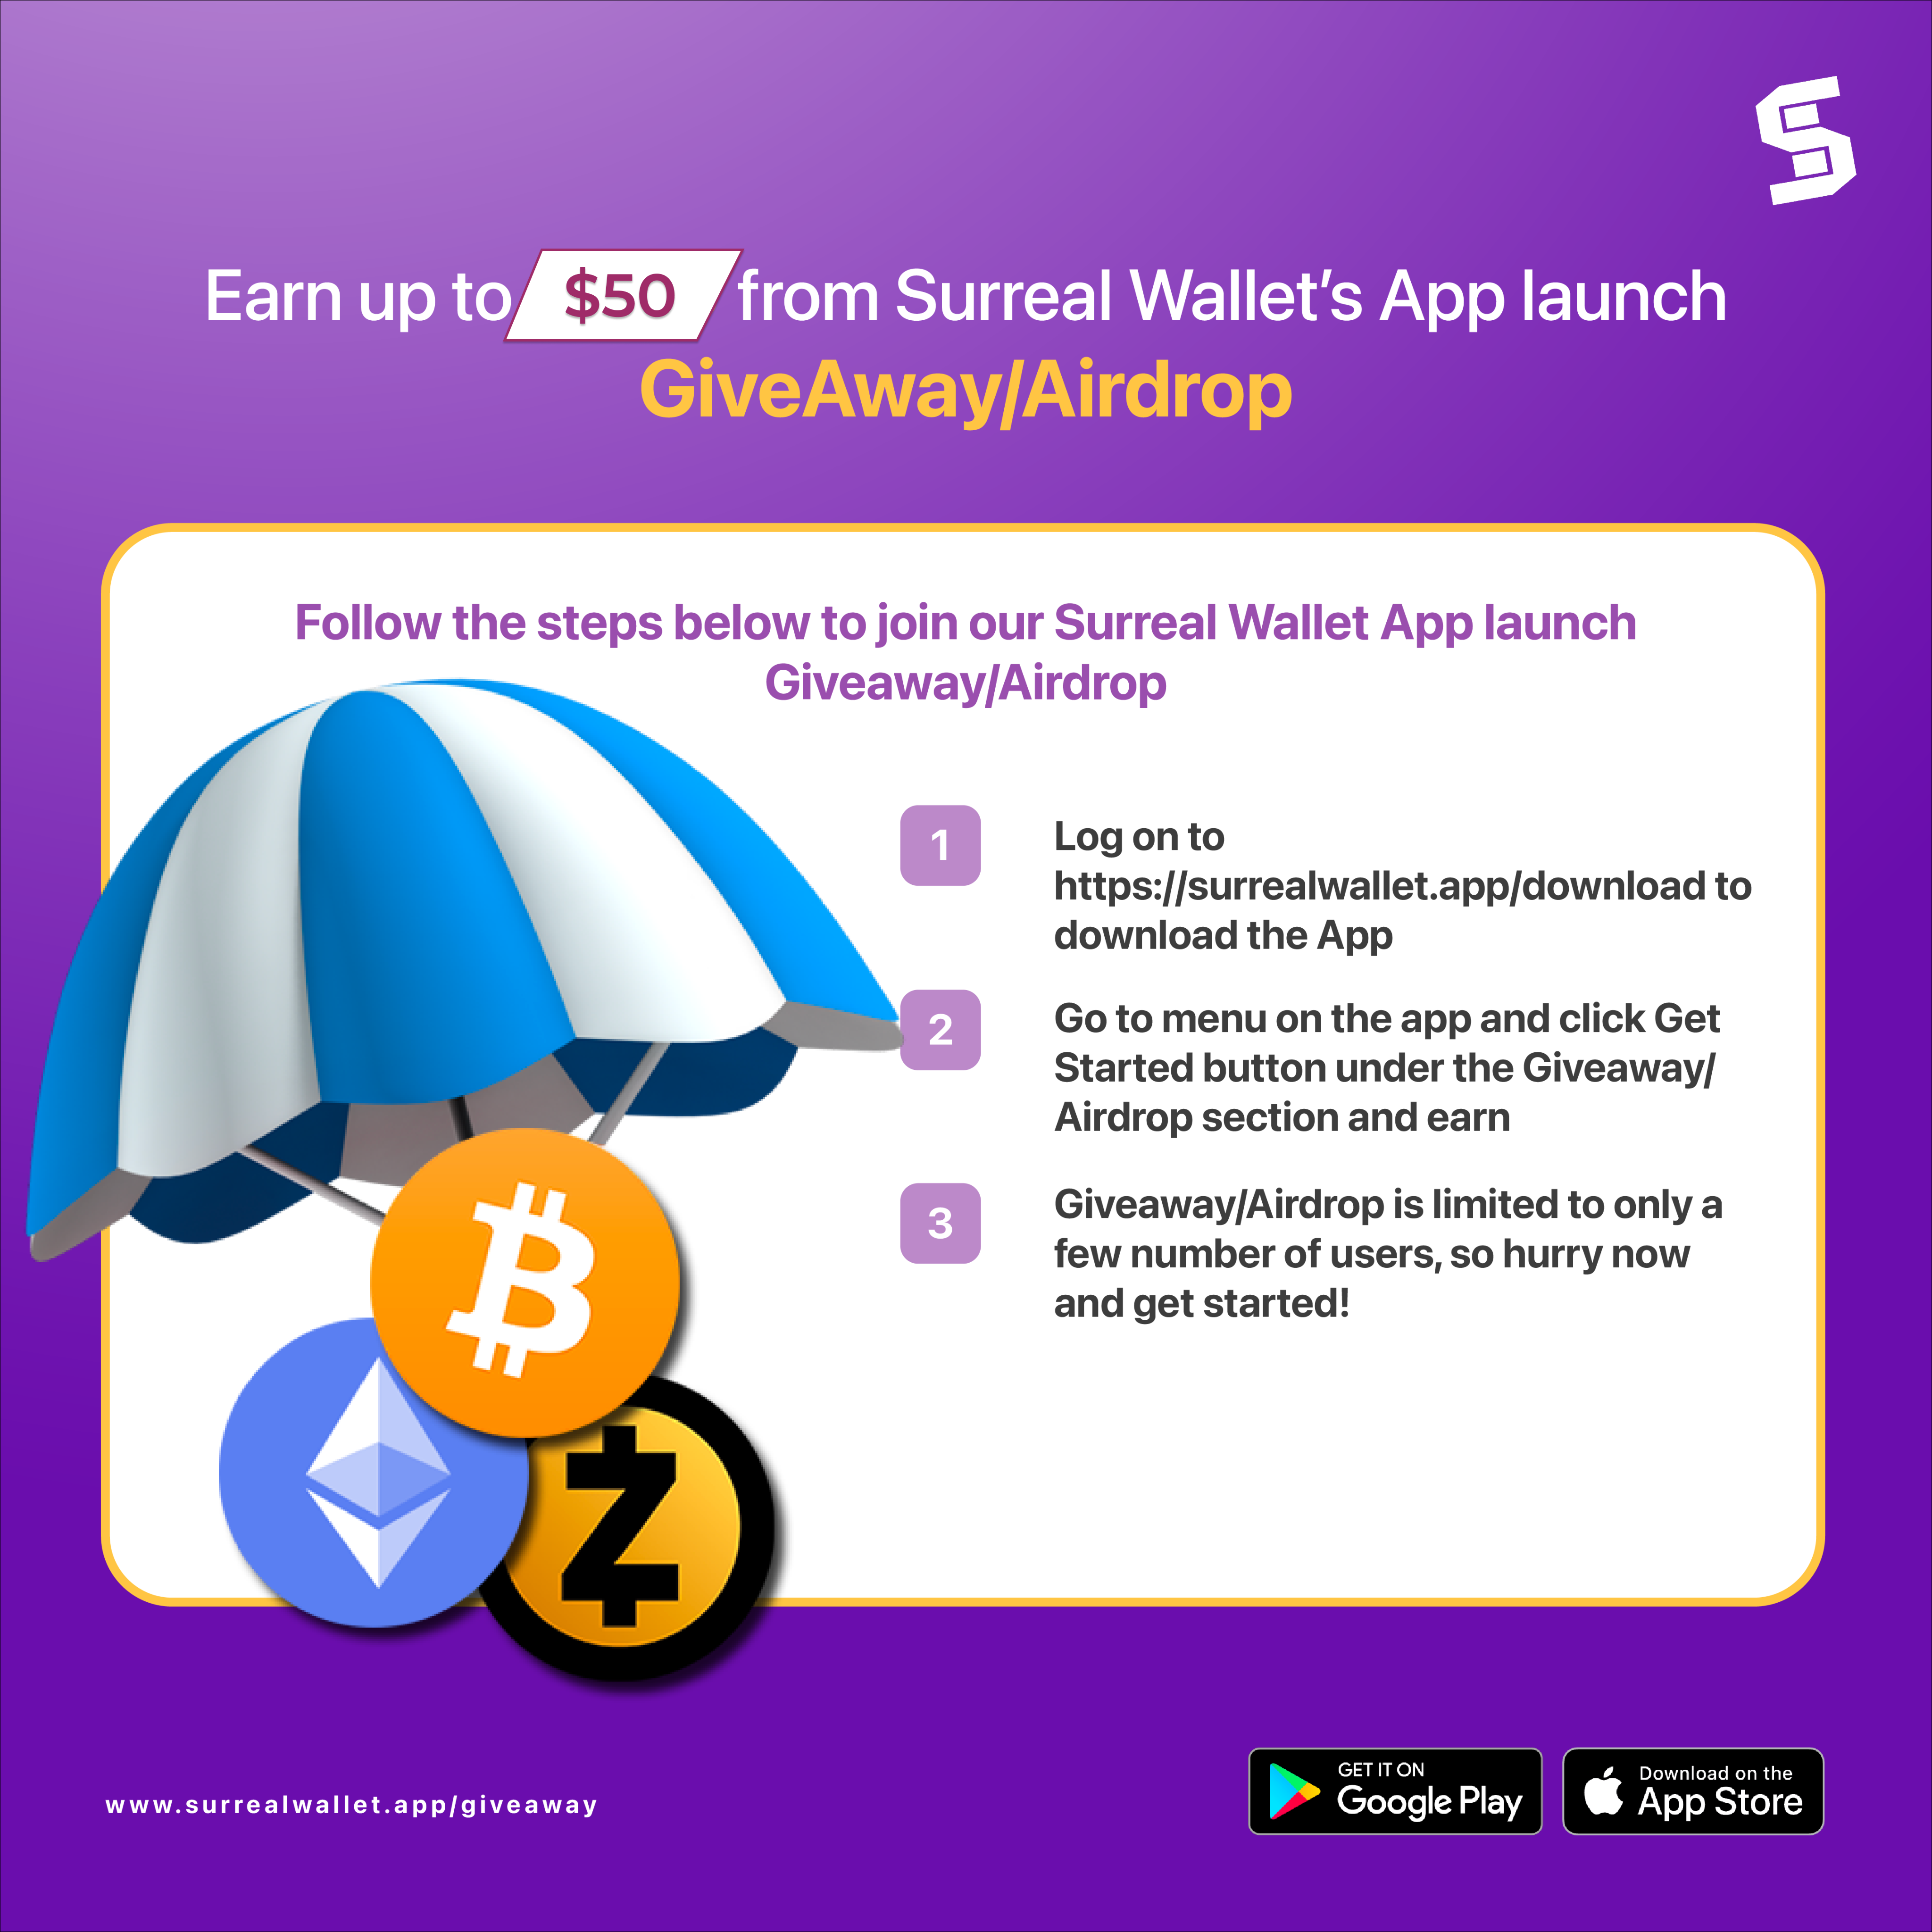 Earn up to $50 from Surreal Wallet’s App launch
GiveAway/Airdrop
Follow the steps below to join our Surreal Wallet App launch
Giveaway/Airdrop
1
Log on to
https://surrealwallet.app/download to
download the App
2
Go to menu on the app and click Get
Started button under the Giveaway/
Airdrop section and earn
3
Giveaway/Airdrop is limited to only a
few number of users, so hurry now
and get started!
www.surrealwallet.app/giveaway
GET IT ON
Google Play
Download on the
App Store